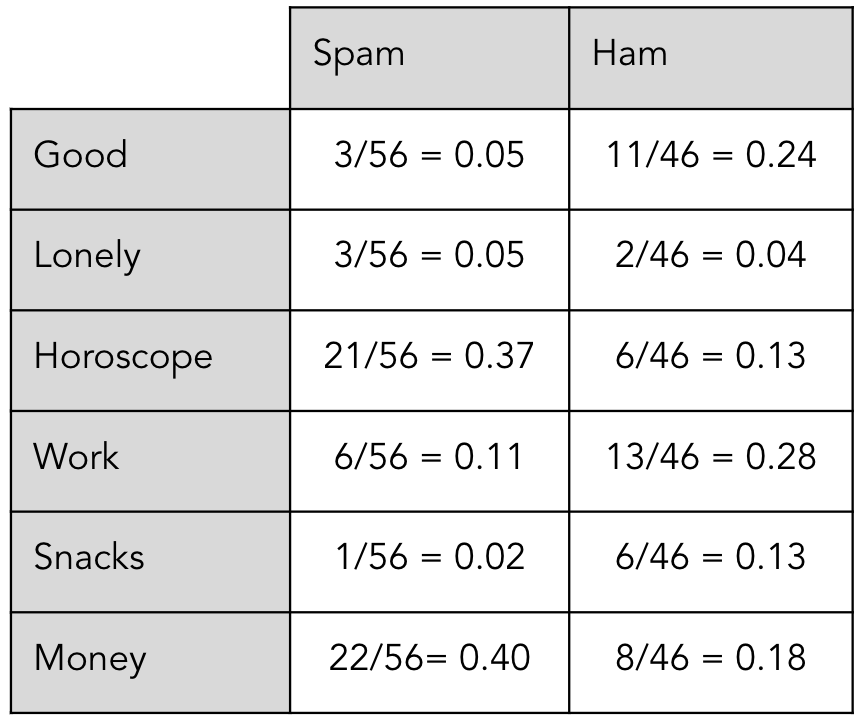 Spam Ham
Good 3/56 = 0.05 11/46 = 0.24
Lonely 3/56 = 0.05 2/46 = 0.04
Horoscope 21/56 = 0.37 6/46 = 0.13
Work 6/56 = 0.11 13/46 = 0.28
Snacks 1/56 = 0.02 6/46 = 0.13
Money 22/56= 0.40 8/46 = 0.18